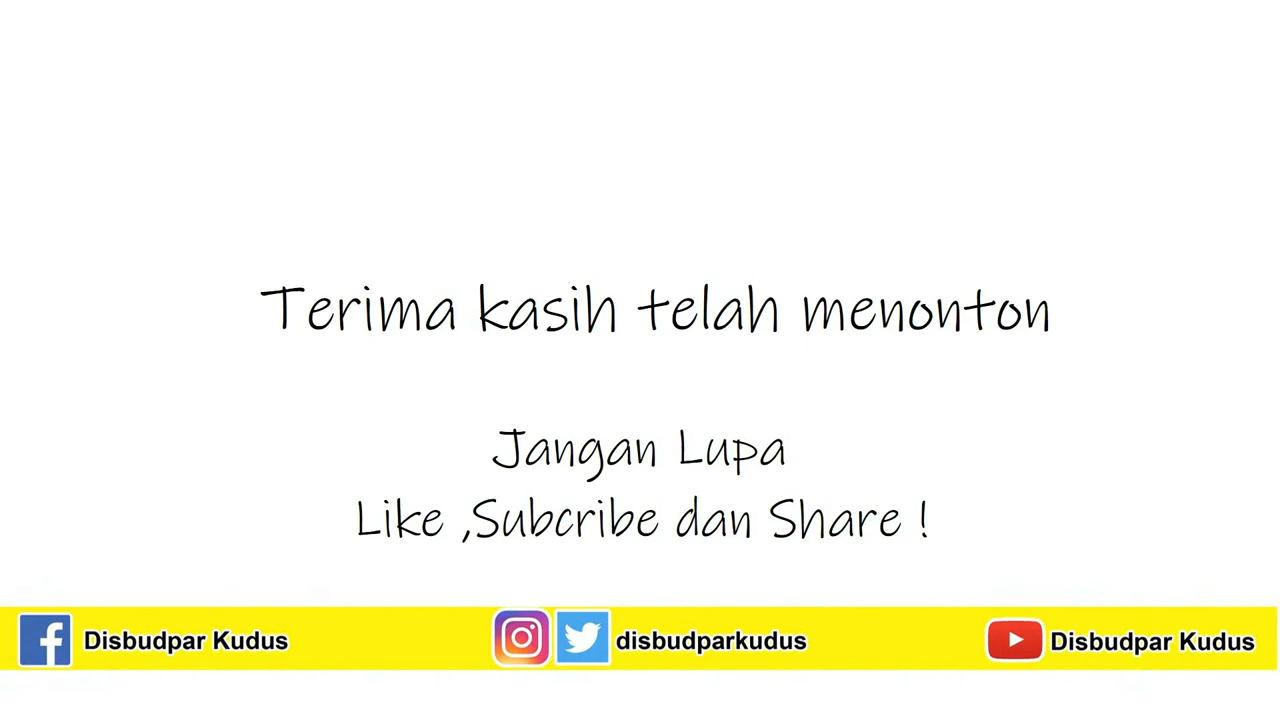 Terima kasih telah menonton
Jangan Lupa
Like ,Subcribe dan Share !
Disbudpar Kudus
disbudparkudus
Disbudpar Kudus